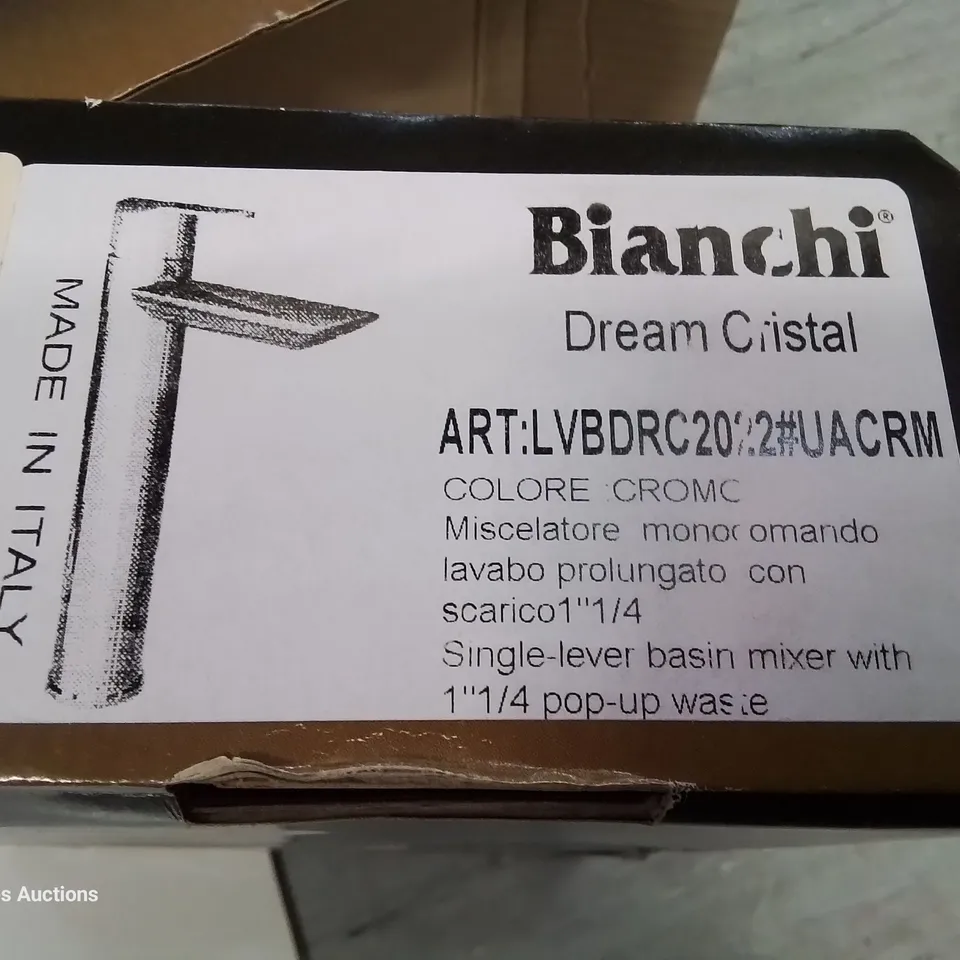 Bianchi®
Dream Cristal
ART:LVBDRC2022#UACRM
COLORE :CROMO
Miscelatore monocomando
lavabo prolungato con
scarico1"1/4
Single-lever basin mixer with
1"1/4 pop-up waste
MADE IN ITALY
s Auctions